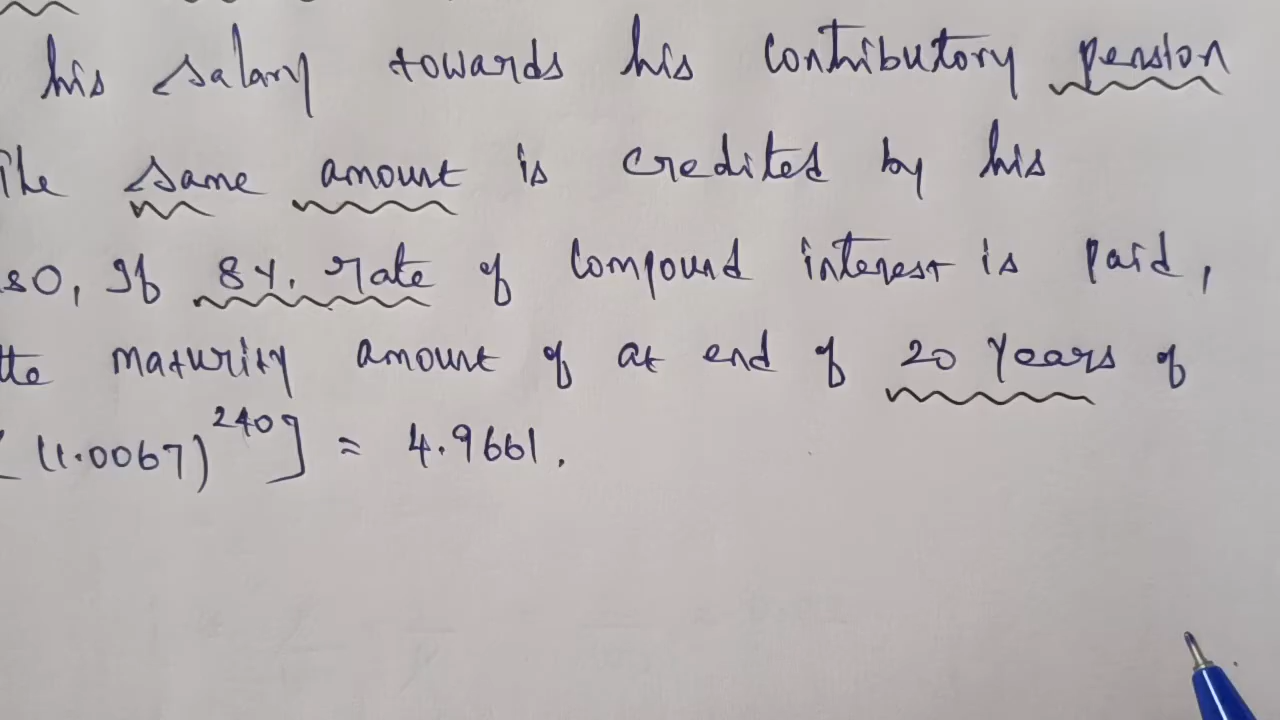 his salary towards his contributory pension
The same amount is credited by his
so, If 8%. rate of compound interest is paid,
the maturity amount of at end of 20 Years of
[(1.0067)^240] = 4.9661.